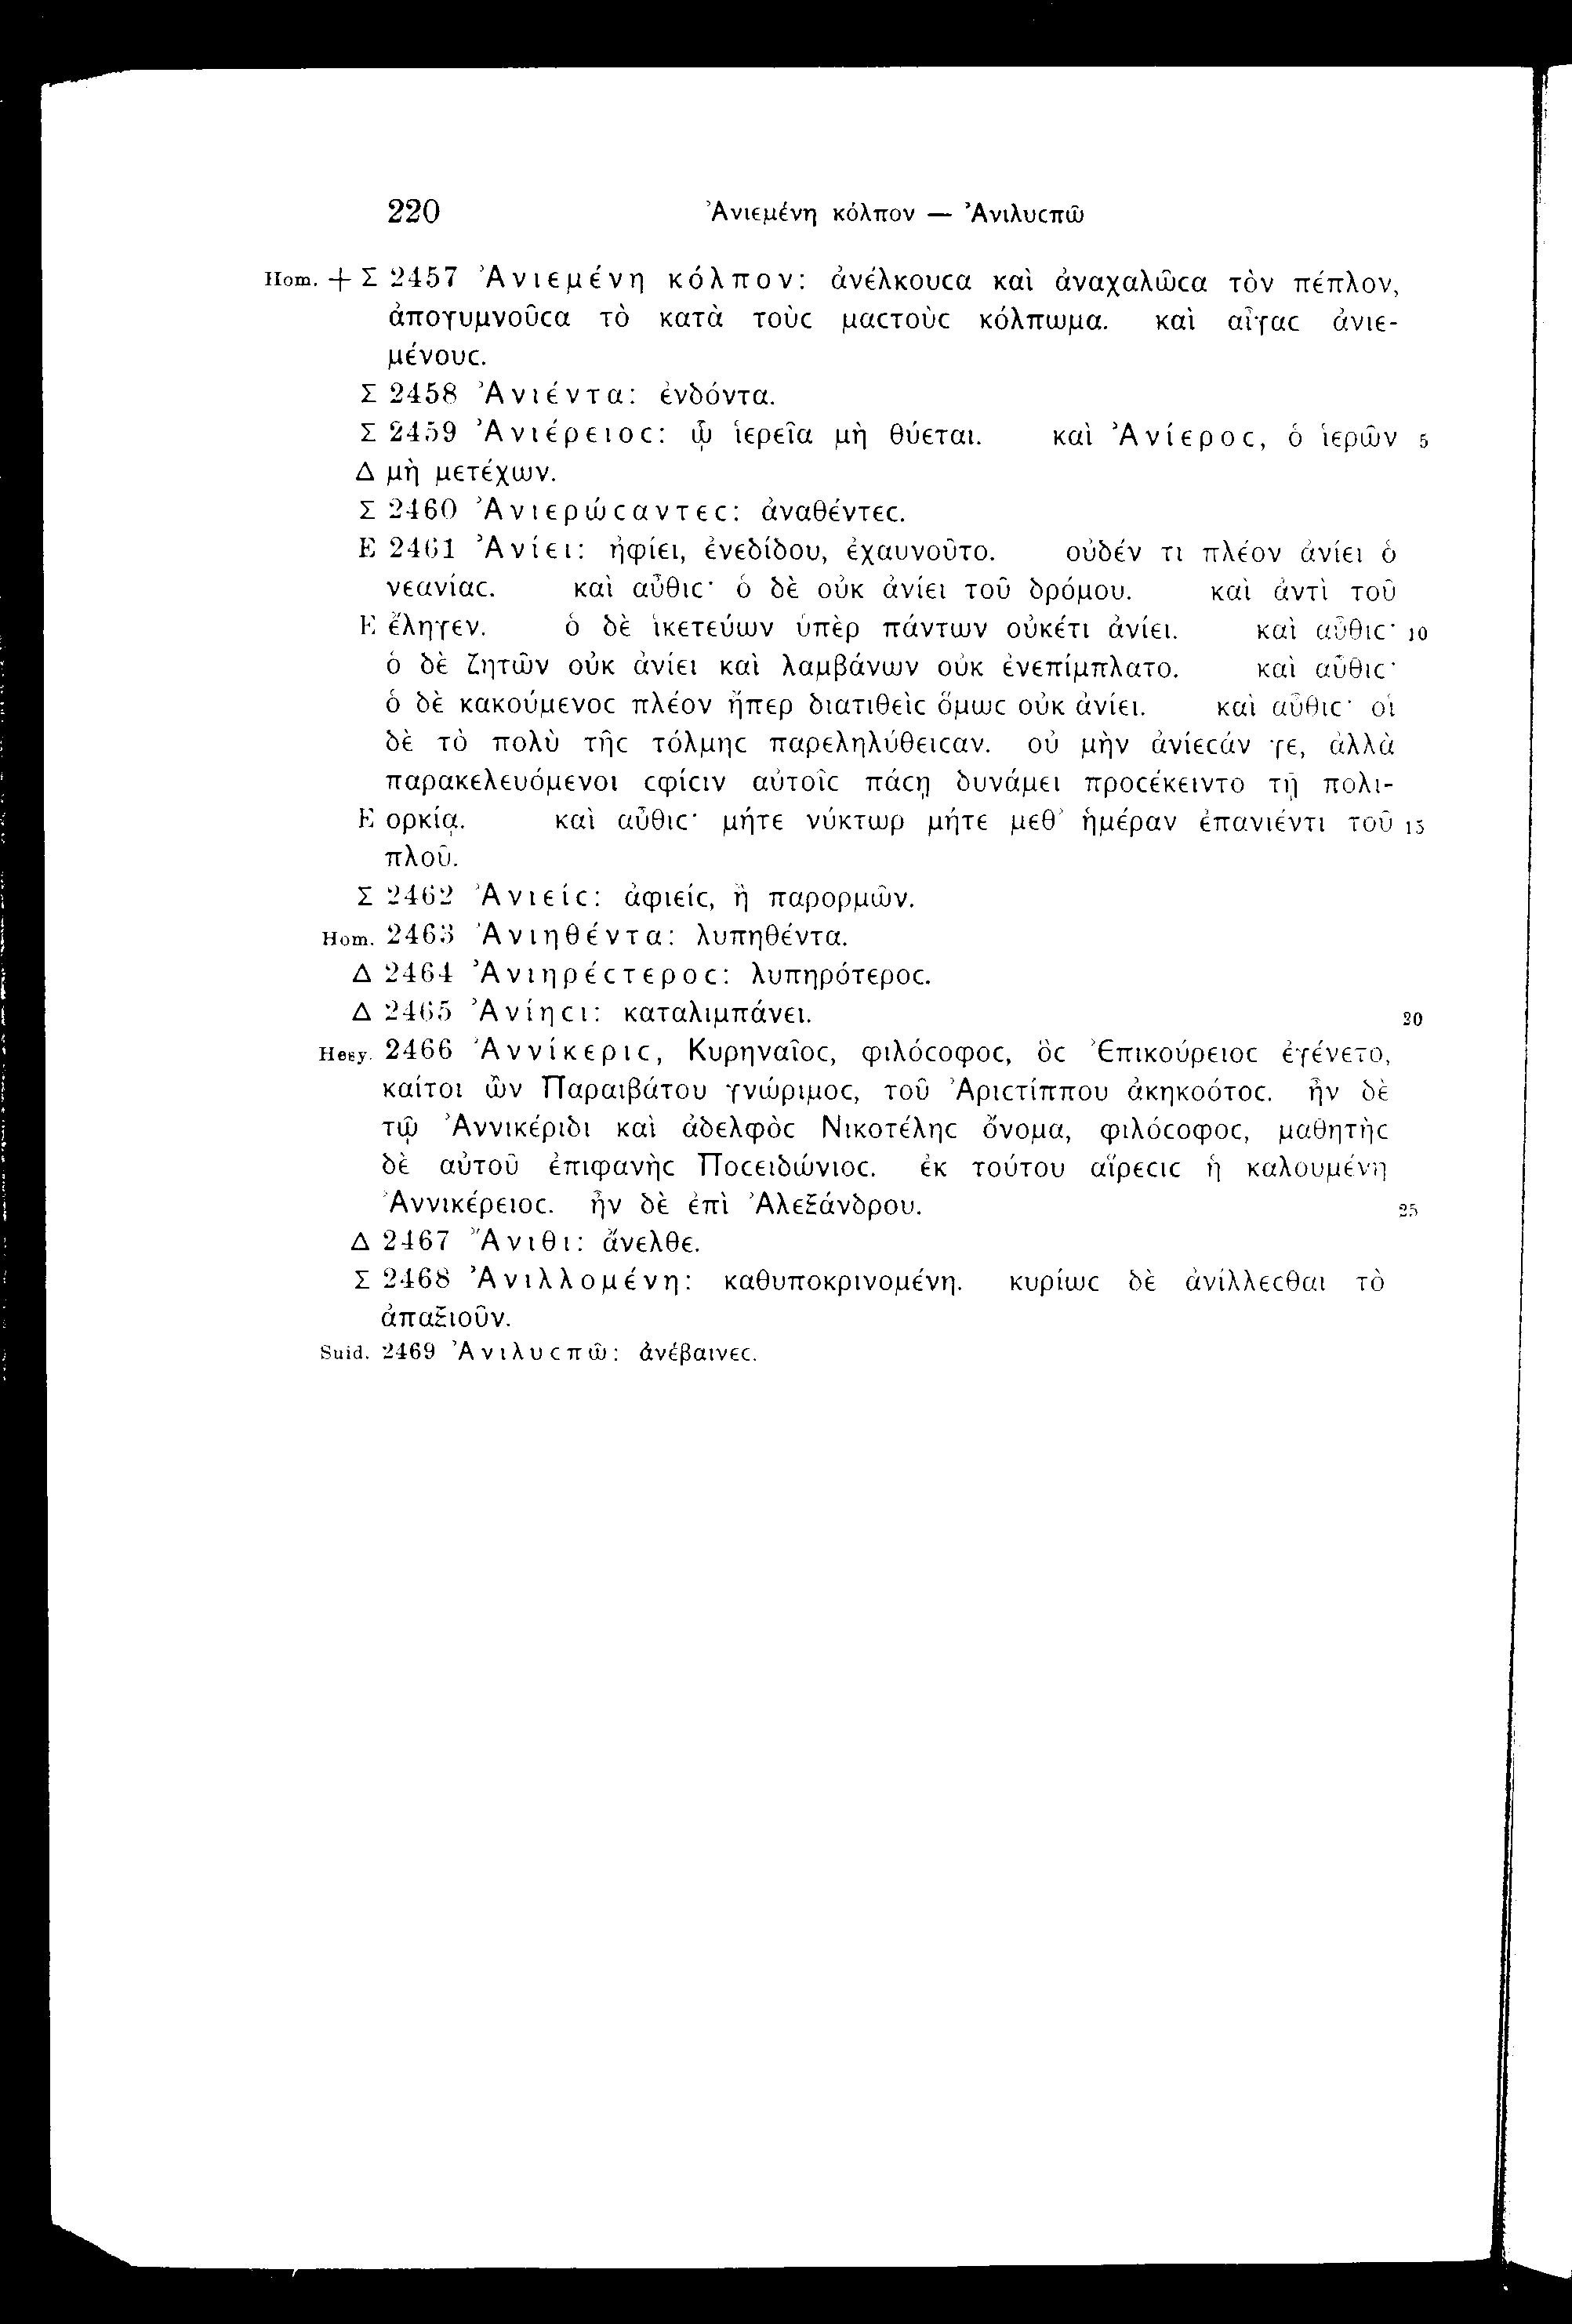 220 Ἀνιεμένη κόλπον — Ἀνιλυϲπῶ
Hom. + Σ 2457 Ἀνιεμένη κόλπον: ἀνέλκουϲα καὶ ἀναχαλῶϲα τὸν πέπλον,
ἀπογυμνοῦϲα τὸ κατὰ τοὺϲ μαϲτοὺϲ κόλπωμα. καὶ αἶγαϲ ἀνιε-
μένουϲ.
Σ 2458 Ἀνιέντα: ἐνδόντα.
Σ 2459 Ἀνιέρειοϲ: ᾧ ἱερεῖα μὴ θύεται. καὶ Ἀνίεροϲ, ὁ ἱερῶν 5
Δ μὴ μετέχων.
Σ 2460 Ἀνιερώϲαντεϲ: ἀναθέντεϲ.
E 2461 Ἀνίει: ἠφίει, ἐνεδίδου, ἐχαυνοῦτο. οὐδέν τι πλέον ἀνίει ὁ
νεανίαϲ. καὶ αὖθιϲ· ὁ δὲ οὐκ ἀνίει τοῦ δρόμου. καὶ ἀντὶ τοῦ
E ἔληγεν. ὁ δὲ ἱκετεύων ὑπὲρ πάντων οὐκέτι ἀνίει. καὶ αὖθιϲ· 10
ὁ δὲ ζητῶν οὐκ ἀνίει καὶ λαμβάνων οὐκ ἐνεπίμπλατο. καὶ αὖθιϲ·
ὁ δὲ κακούμενοϲ πλέον ἤπερ διατιθεὶϲ ὅμωϲ οὐκ ἀνίει. καὶ αὖθιϲ· οἱ
δὲ τὸ πολὺ τῆϲ τόλμηϲ παρεληλύθειϲαν. οὐ μὴν ἀνίεϲάν γε, ἀλλὰ
παρακελευόμενοι ϲφίϲιν αὐτοῖϲ πάϲῃ δυνάμει προϲέκειντο τῇ πολι-
E ορκίᾳ. καὶ αὖθιϲ· μήτε νύκτωρ μήτε μεθ’ ἡμέραν ἐπανιέντι τοῦ 15
πλοῦ.
Σ 2462 Ἀνιείϲ: ἀφιείϲ, ἢ παρορμῶν.
Hom. 2463 Ἀνιηθέντα: λυπηθέντα.
Δ 2464 Ἀνιηρέϲτεροϲ: λυπηρότεροϲ.
Δ 2465 Ἀνίηϲι: καταλιμπάνει. 20
Hesy. 2466 Ἀννίκεριϲ, Κυρηναῖοϲ, φιλόϲοφοϲ, ὃϲ Ἐπικούρειοϲ ἐγένετο,
καίτοι ὢν Παραιβάτου γνώριμοϲ, τοῦ Ἀριϲτίππου ἀκηκοότοϲ. ἦν δὲ
τῷ Ἀννικέριδι καὶ ἀδελφὸϲ Νικοτέληϲ ὄνομα, φιλόϲοφοϲ, μαθητὴϲ
δὲ αὐτοῦ ἐπιφανὴϲ Ποϲειδώνιοϲ. ἐκ τούτου αἵρεϲιϲ ἡ καλουμένη
Ἀννικέρειοϲ. ἦν δὲ ἐπὶ Ἀλεξάνδρου. 25
Δ 2467 Ἄνιθι: ἄνελθε.
Σ 2468 Ἀνιλλομένη: καθυποκρινομένη. κυρίωϲ δὲ ἀνίλλεϲθαι τὸ
ἀπαξιοῦν.
Suid. 2469 Ἀνιλυϲπῶ: ἀνέβαινεϲ.